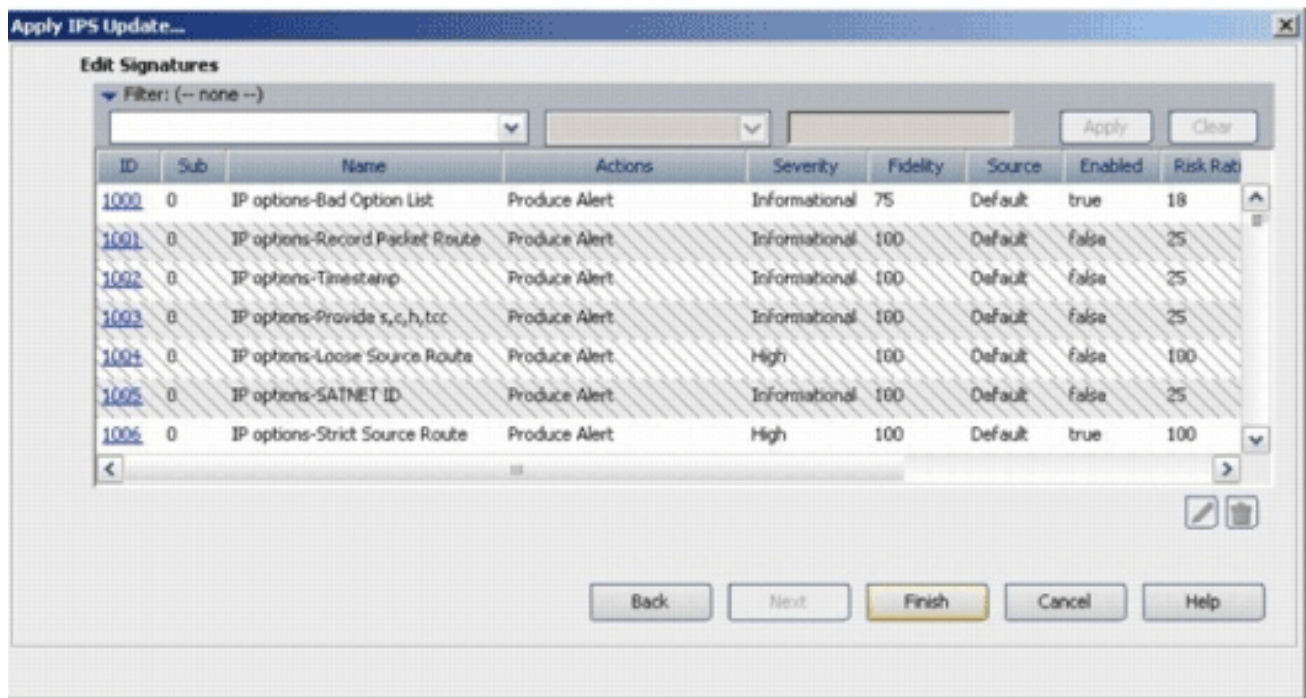 Apply IPS Update...
Edit Signatures
Filter: (-- none --)
Apply Clear
ID Sub Name Actions Severity Fidelity Source Enabled Risk Rati
1000 0 IP options-Bad Option List Produce Alert Informational 75 Default true 18
1001 0 IP options-Record Packet Route Produce Alert Informational 100 Default false 25
1002 0 IP options-Timestamp Produce Alert Informational 100 Default false 25
1003 0 IP options-Provide s,c,h,tcc Produce Alert Informational 100 Default false 25
1004 0 IP options-Loose Source Route Produce Alert High 100 Default false 100
1005 0 IP options-SATNET ID Produce Alert Informational 100 Default false 25
1006 0 IP options-Strict Source Route Produce Alert High 100 Default true 100
Back Next Finish Cancel Help